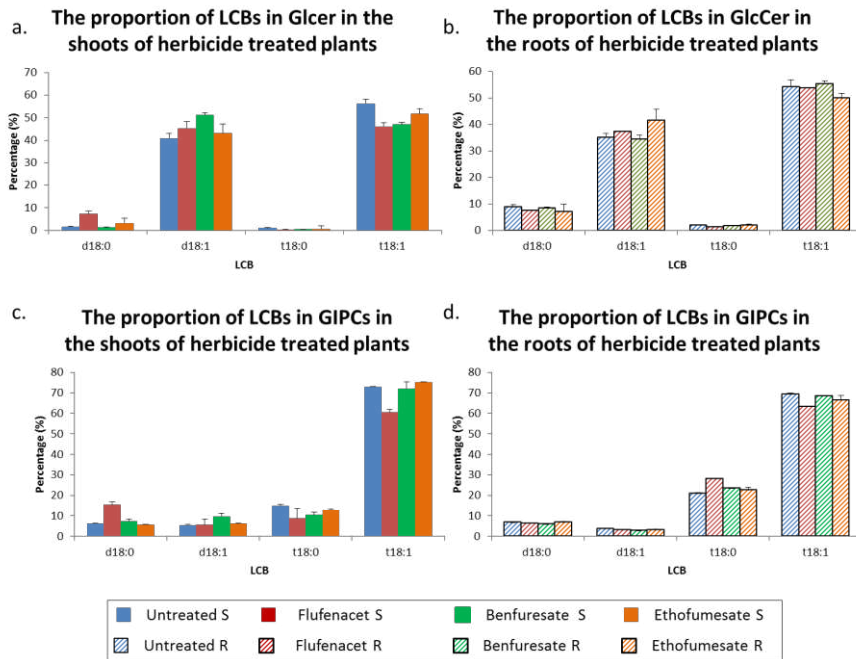 a.
The proportion of LCBs in Glcer in the
shoots of herbicide treated plants
Percentage (%)
70
60
50
40
30
20
10
0
d18:0 d18:1 t18:0 t18:1
LCB
b.
The proportion of LCBs in GlcCer in
the roots of herbicide treated plants
Percentage (%)
60
50
40
30
20
10
0
d18:0 d18:1 t18:0 t18:1
LCB
c.
The proportion of LCBs in GIPCs in
the shoots of herbicide treated plants
Percentage (%)
80
70
60
50
40
30
20
10
0
d18:0 d18:1 t18:0 t18:1
LCB
d.
The proportion of LCBs in GIPCs in
the roots of herbicide treated plants
Percentage (%)
80
70
60
50
40
30
20
10
0
d18:0 d18:1 t18:0 t18:1
LCB
Untreated S Flufenacet S Benfuresate S Ethofumesate S
Untreated R Flufenacet R Benfuresate R Ethofumesate R